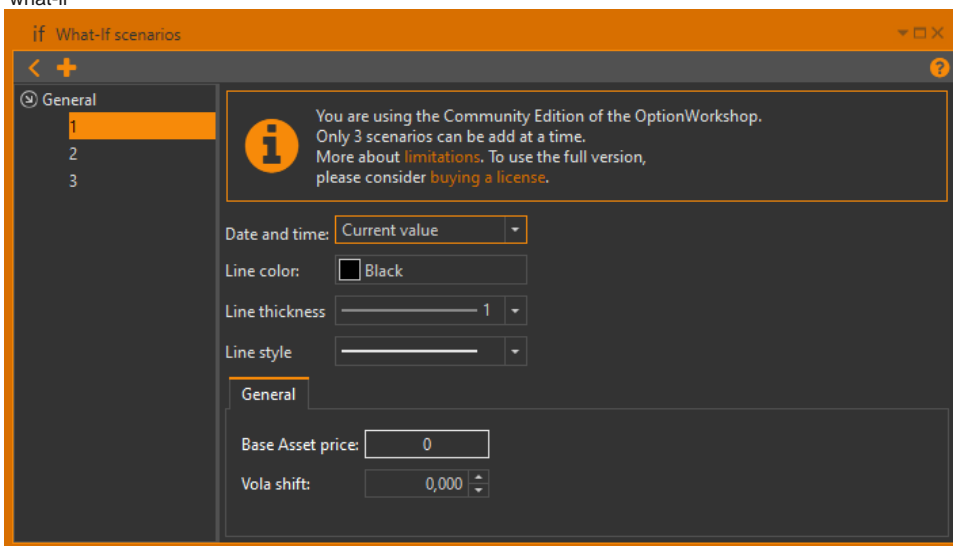 what-if
if What-If scenarios
General
1
2
3
You are using the Community Edition of the OptionWorkshop.
Only 3 scenarios can be add at a time.
More about limitations. To use the full version,
please consider buying a license.
Date and time: Current value
Line color: Black
Line thickness 1
Line style
General
Base Asset price: 0
Vola shift: 0,000